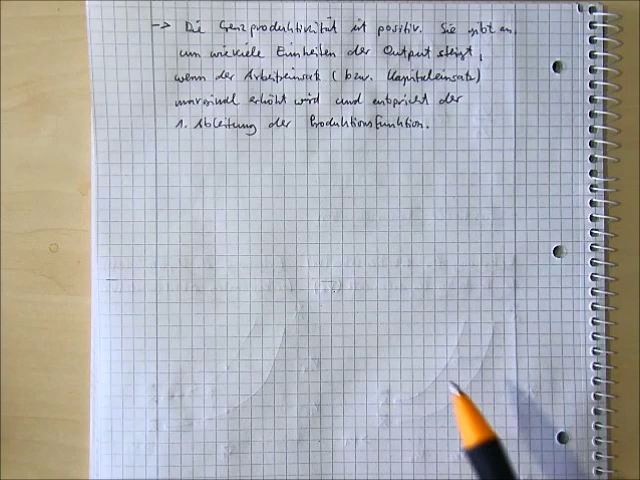 -> Die Grenzproduktivität ist positiv. Sie gibt an,
um wieviele Einheiten der Output steigt,
wenn der Arbeitseinsatz (bzw. Kapitaleinsatz)
marginal erhöht wird und entspricht der
1. Ableitung der Produktionsfunktion.